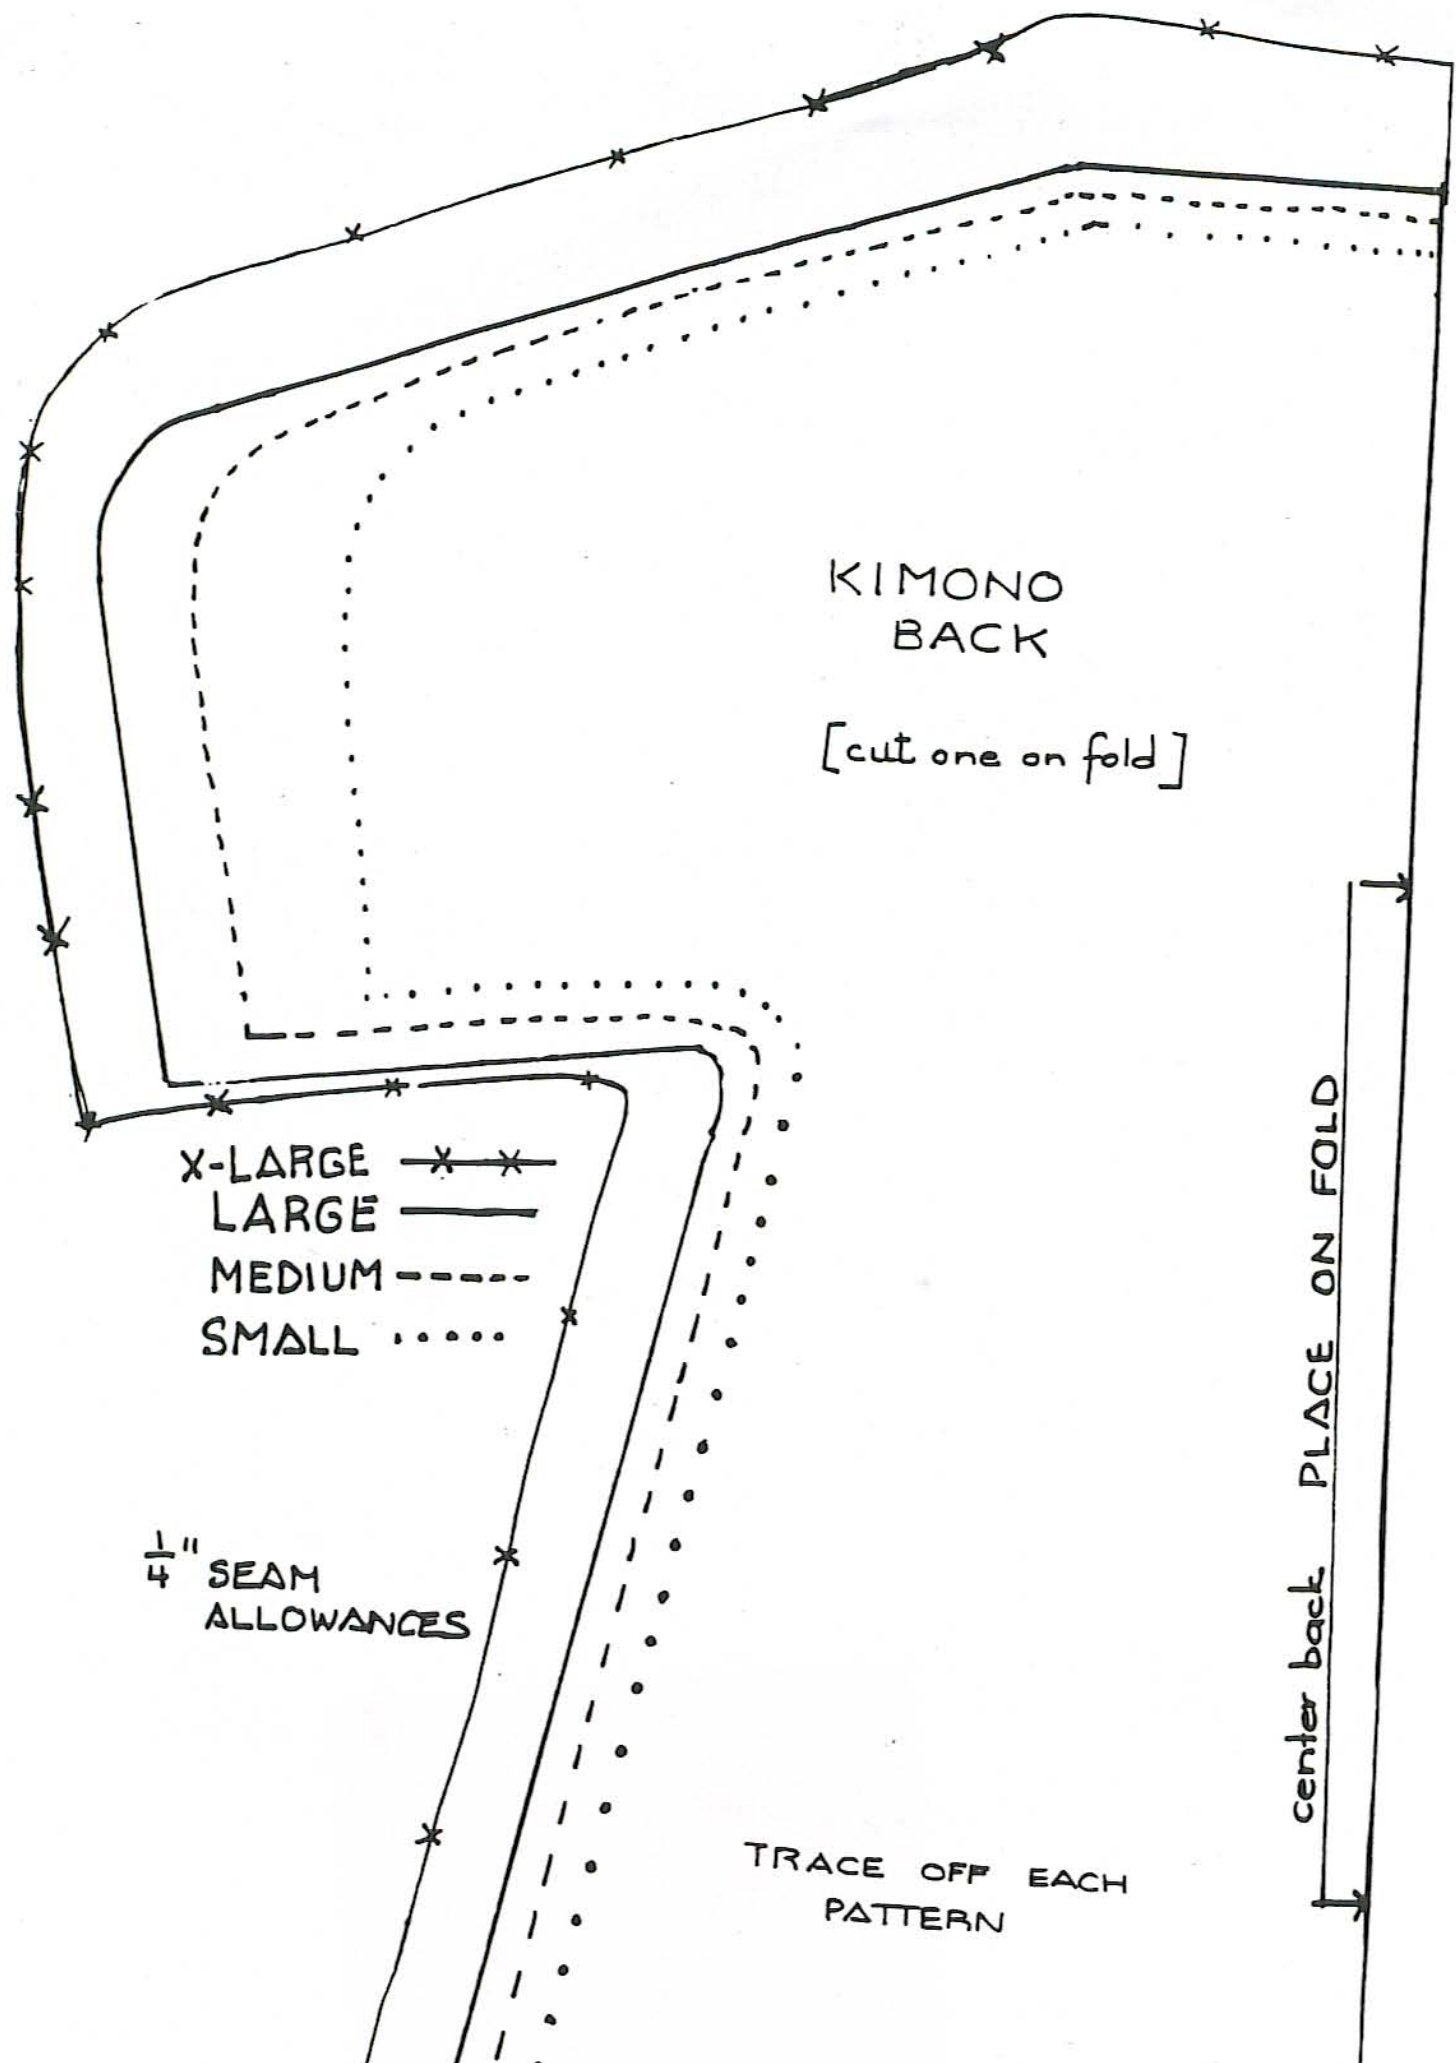 KIMONO
BACK
[cut one on fold]
X-LARGE
LARGE
MEDIUM
SMALL
1/4" SEAM
ALLOWANCES
center back PLACE ON FOLD
TRACE OFF EACH
PATTERN